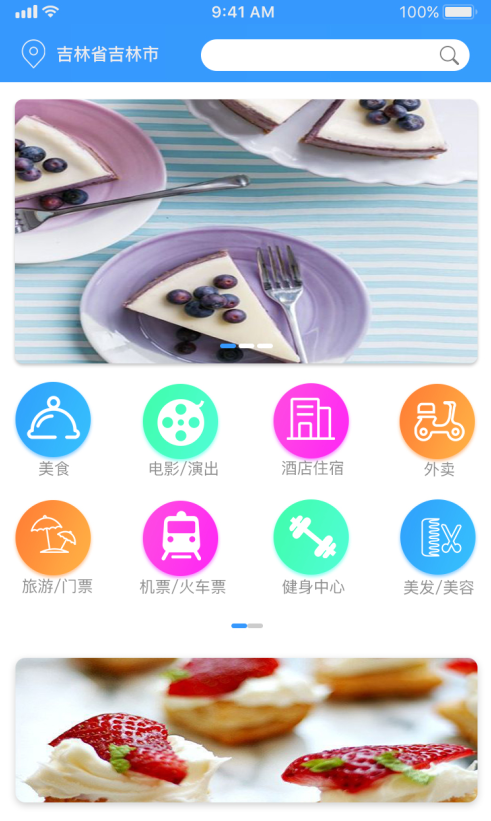 9:41 AM
100%
吉林省吉林市
美食
电影/演出
酒店住宿
外卖
旅游/门票
机票/火车票
健身中心
美发/美容